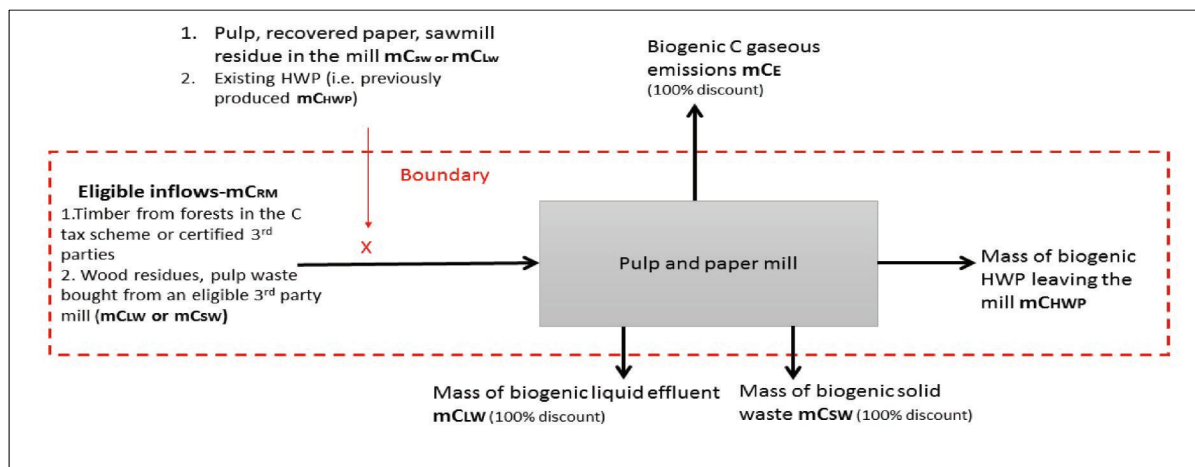 1. Pulp, recovered paper, sawmill
residue in the mill mCsw or mCLw
2. Existing HWP (i.e. previously
produced mCHWP)
Biogenic C gaseous
emissions mCE
(100% discount)
Boundary
Eligible inflows-mCRM
1.Timber from forests in the C
tax scheme or certified 3rd
parties
2. Wood residues, pulp waste
bought from an eligible 3rd party
mill (mCLW or mCSW)
X
Pulp and paper mill
Mass of biogenic
HWP leaving the
mill mCHWP
Mass of biogenic liquid effluent
mCLW (100% discount)
Mass of biogenic solid
waste mCSW (100% discount)